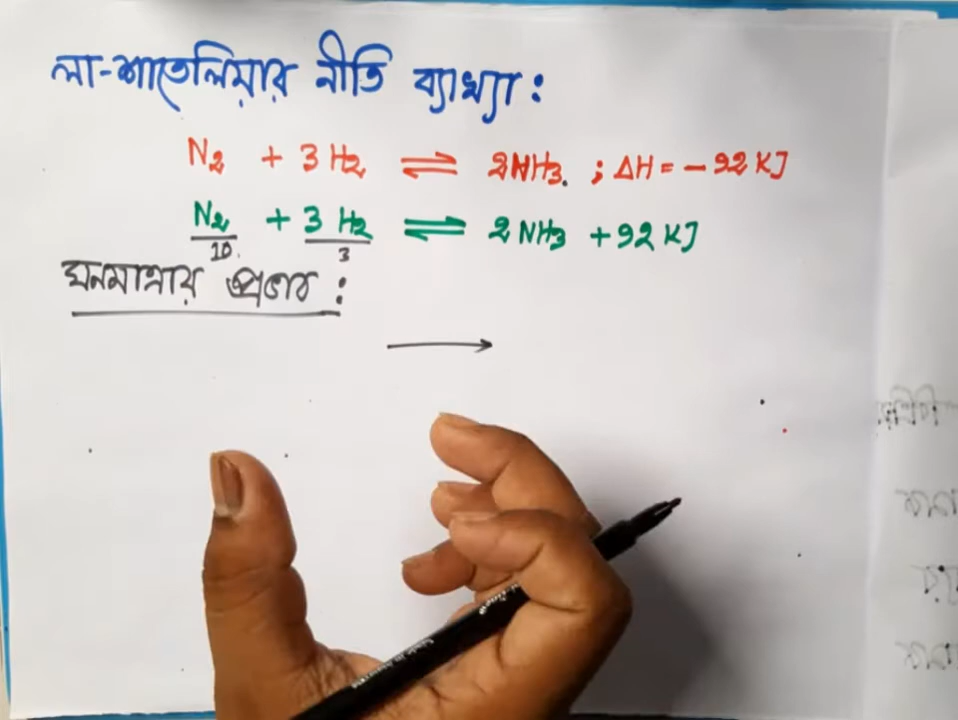 লা-শাতেলিয়ার নীতি ব্যাখ্যা :
N₂ + 3 H₂ ⇌ 2NH₃. ; ΔH = - 92 KJ
N₂ + 3 H₂ ⇌ 2 NH₃ + 92 KJ
10. 3
ঘনমাত্রায় প্রভাব :
→